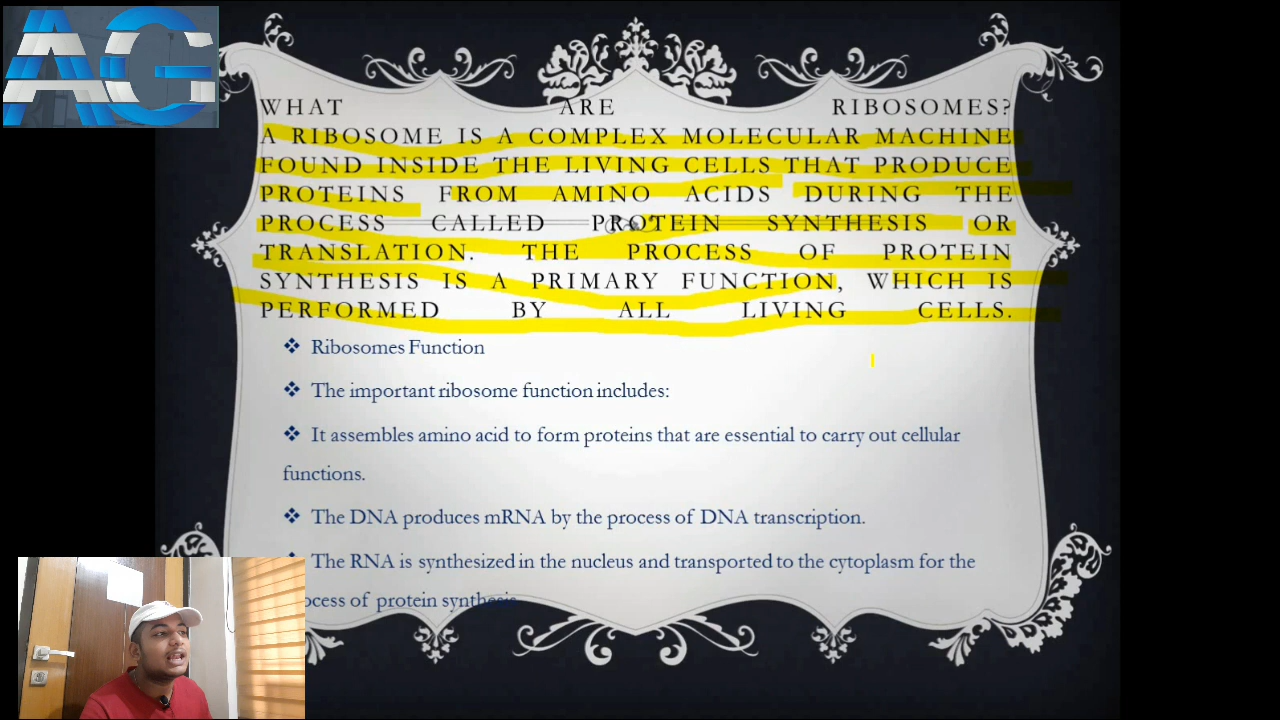 AG
WHAT ARE RIBOSOMES?
A RIBOSOME IS A COMPLEX MOLECULAR MACHINE
FOUND INSIDE THE LIVING CELLS THAT PRODUCE
PROTEINS FROM AMINO ACIDS DURING THE
PROCESS CALLED PROTEIN SYNTHESIS OR
TRANSLATION. THE PROCESS OF PROTEIN
SYNTHESIS IS A PRIMARY FUNCTION, WHICH IS
PERFORMED BY ALL LIVING CELLS.
❖ Ribosomes Function
❖ The important ribosome function includes:
❖ It assembles amino acid to form proteins that are essential to carry out cellular
functions.
❖ The DNA produces mRNA by the process of DNA transcription.
The RNA is synthesized in the nucleus and transported to the cytoplasm for the
ocess of protein synthesis